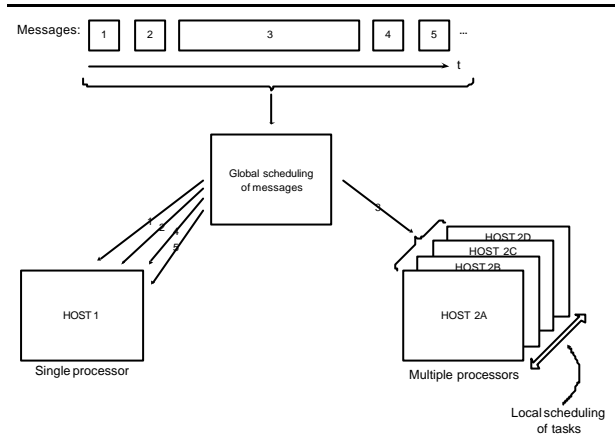 Messages: 1 2 3 4 5 ...
t
Global scheduling
of messages
1
2
4
5
3
HOST 2D
HOST 2C
HOST 2B
HOST 1
HOST 2A
Single processor
Multiple processors
Local scheduling
of tasks